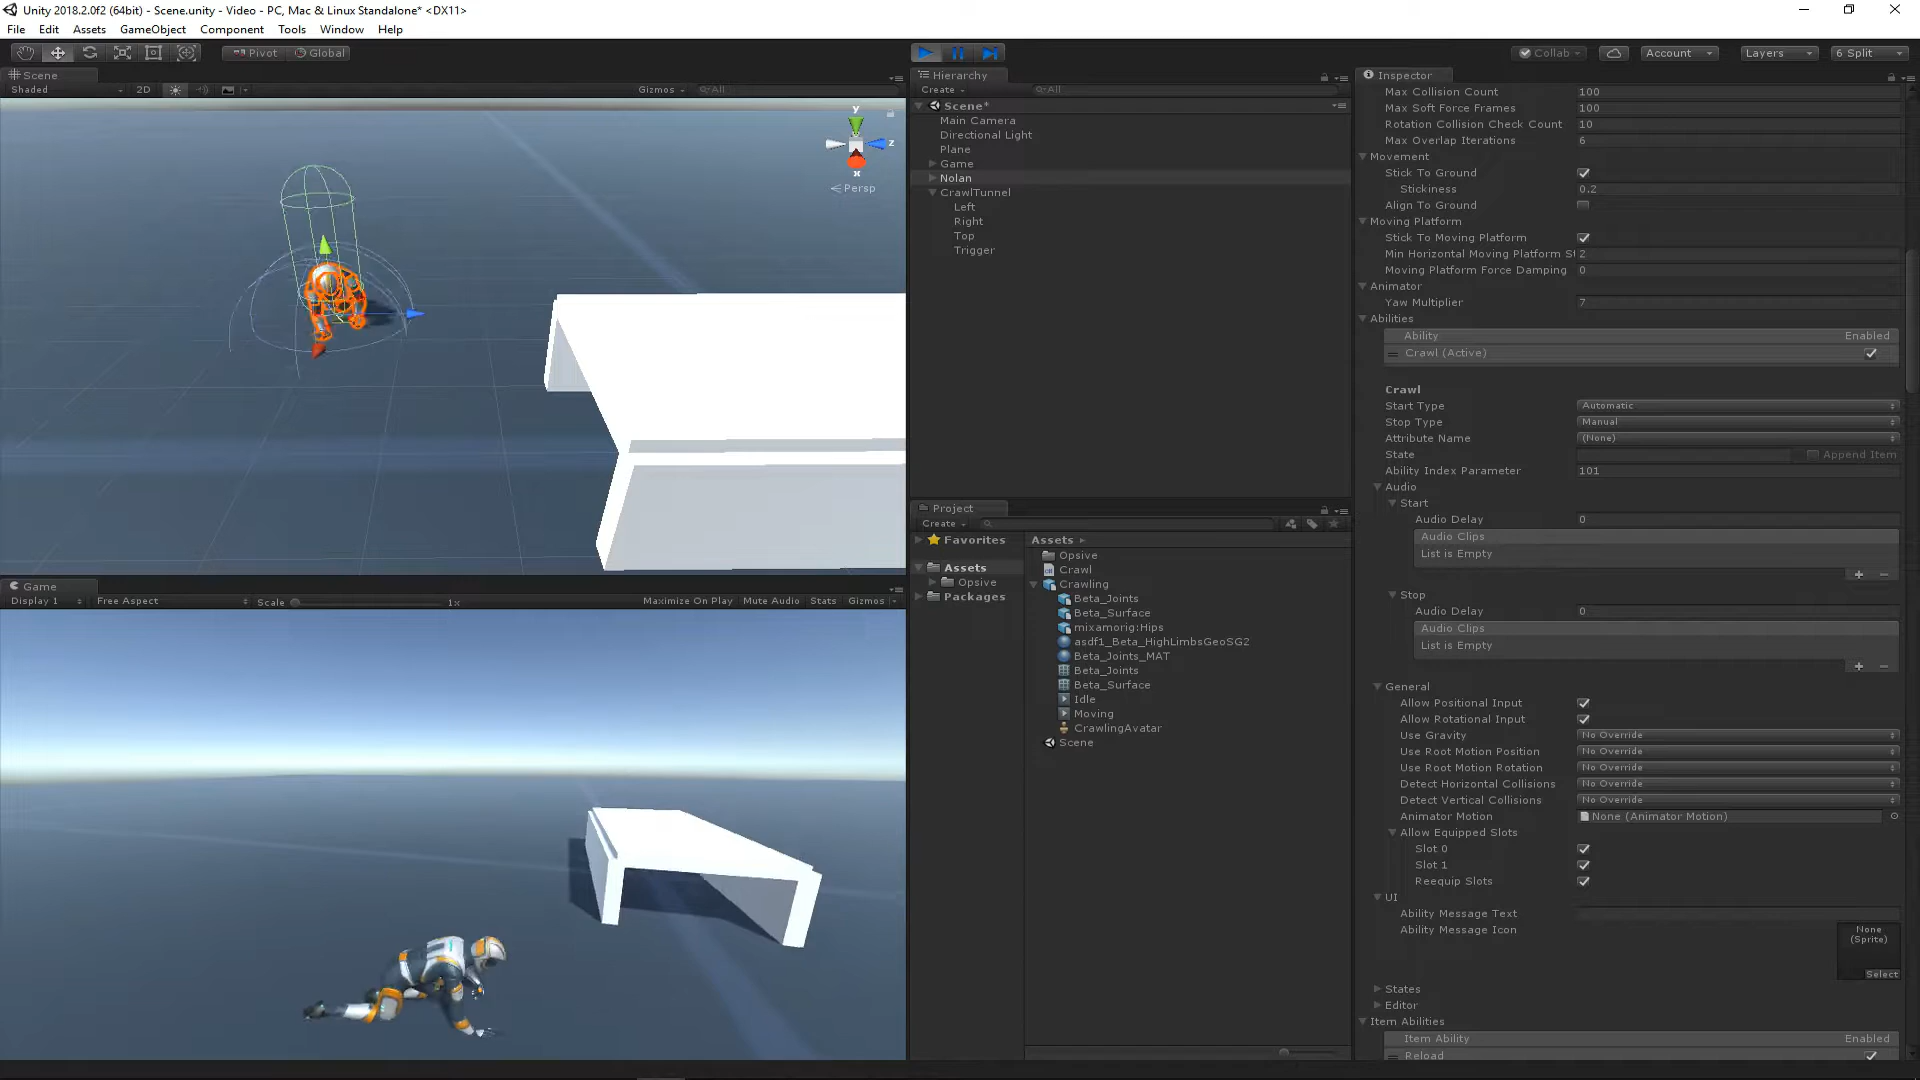 Unity 2018.2.0f2 (64bit) - Scene.unity - Video - PC, Mac & Linux Standalone* <DX11>
File Edit Assets GameObject Component Tools Window Help
Pivot Global
Collab Account Layers 6 Split
Scene
Shaded 2D Gizmos All
y
z
x
Persp
Game
Display 1 Free Aspect Scale 1x Maximize On Play Mute Audio Stats Gizmos
Hierarchy
Create All
Scene*
Main Camera
Directional Light
Plane
Game
Nolan
CrawlTunnel
Left
Right
Top
Trigger
Project
Create
Favorites
Assets
Opsive
Packages
Assets
Opsive
Crawl
Crawling
Beta_Joints
Beta_Surface
mixamorig:Hips
asdf1_Beta_HighLimbsGeoSG2
Beta_Joints_MAT
Beta_Joints
Beta_Surface
Idle
Moving
CrawlingAvatar
Scene
Inspector
Max Collision Count 100
Max Soft Force Frames 100
Rotation Collision Check Count 10
Max Overlap Iterations 6
Movement
Stick To Ground
Stickiness 0.2
Align To Ground
Moving Platform
Stick To Moving Platform
Min Horizontal Moving Platform St 2
Moving Platform Force Damping 0
Animator
Yaw Multiplier 7
Abilities
Ability Enabled
Crawl (Active)
Crawl
Start Type Automatic
Stop Type Manual
Attribute Name (None)
State Append Item
Ability Index Parameter 101
Audio
Start
Audio Delay 0
Audio Clips
List is Empty
Stop
Audio Delay 0
Audio Clips
List is Empty
General
Allow Positional Input
Allow Rotational Input
Use Gravity No Override
Use Root Motion Position No Override
Use Root Motion Rotation No Override
Detect Horizontal Collisions No Override
Detect Vertical Collisions No Override
Animator Motion None (Animator Motion)
Allow Equipped Slots
Slot 0
Slot 1
Reequip Slots
UI
Ability Message Text
Ability Message Icon
None
(Sprite)
Select
States
Editor
Item Abilities
Item Ability Enabled
Reload